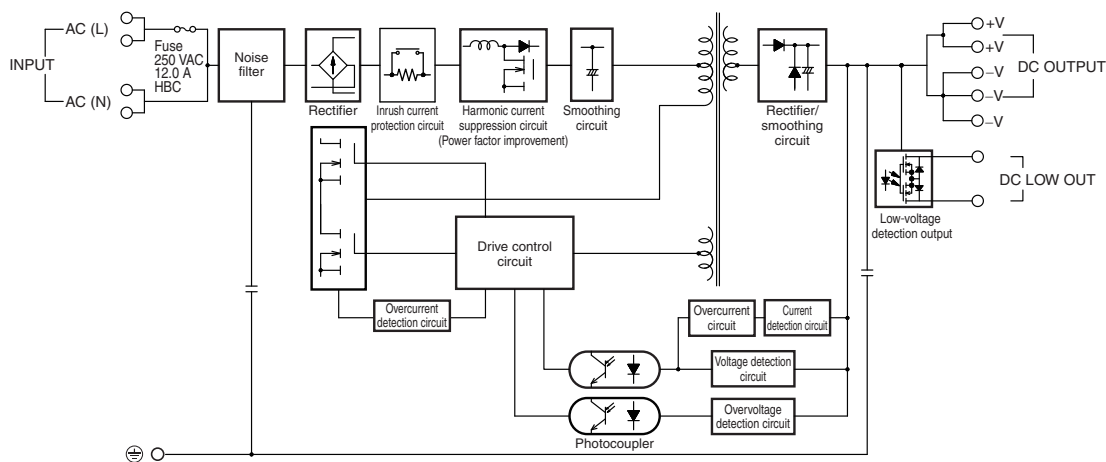 AC (L)
INPUT
AC (N)
Fuse
250 VAC
12.0 A
HBC
Noise
filter
Rectifier
Inrush current
protection circuit
Harmonic current
suppression circuit
(Power factor improvement)
Smoothing
circuit
Rectifier/
smoothing
circuit
+V
+V
−V
−V
−V
DC OUTPUT
DC LOW OUT
Low-voltage
detection output
Drive control
circuit
Overcurrent
detection circuit
Overcurrent
circuit
Current
detection circuit
Voltage detection
circuit
Overvoltage
detection circuit
Photocoupler